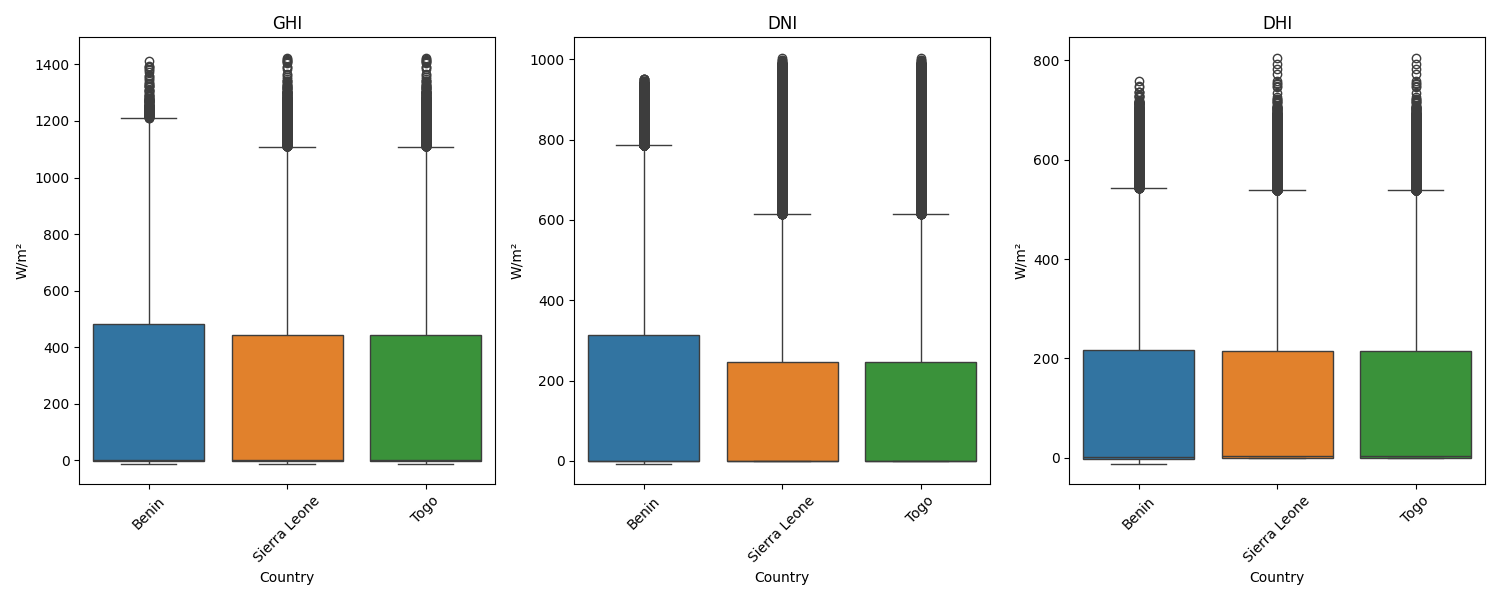 GHI
1400
1200
1000
800
600
400
200
0
W/m²
Benin
Sierra Leone
Togo
Country
DNI
1000
800
600
400
200
0
W/m²
Benin
Sierra Leone
Togo
Country
DHI
800
600
400
200
0
W/m²
Benin
Sierra Leone
Togo
Country